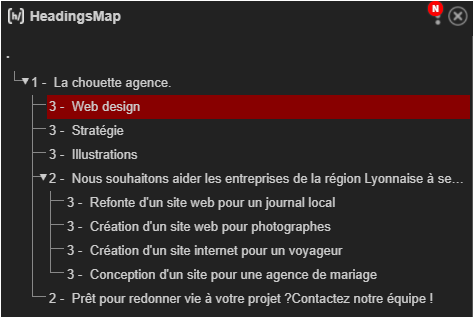 HeadingsMap
N
.
1 - La chouette agence.
3 - Web design
3 - Stratégie
3 - Illustrations
2 - Nous souhaitons aider les entreprises de la région Lyonnaise à se...
3 - Refonte d'un site web pour un journal local
3 - Création d'un site web pour photographes
3 - Création d'un site internet pour un voyageur
3 - Conception d'un site pour une agence de mariage
2 - Prêt pour redonner vie à votre projet ?Contactez notre équipe !